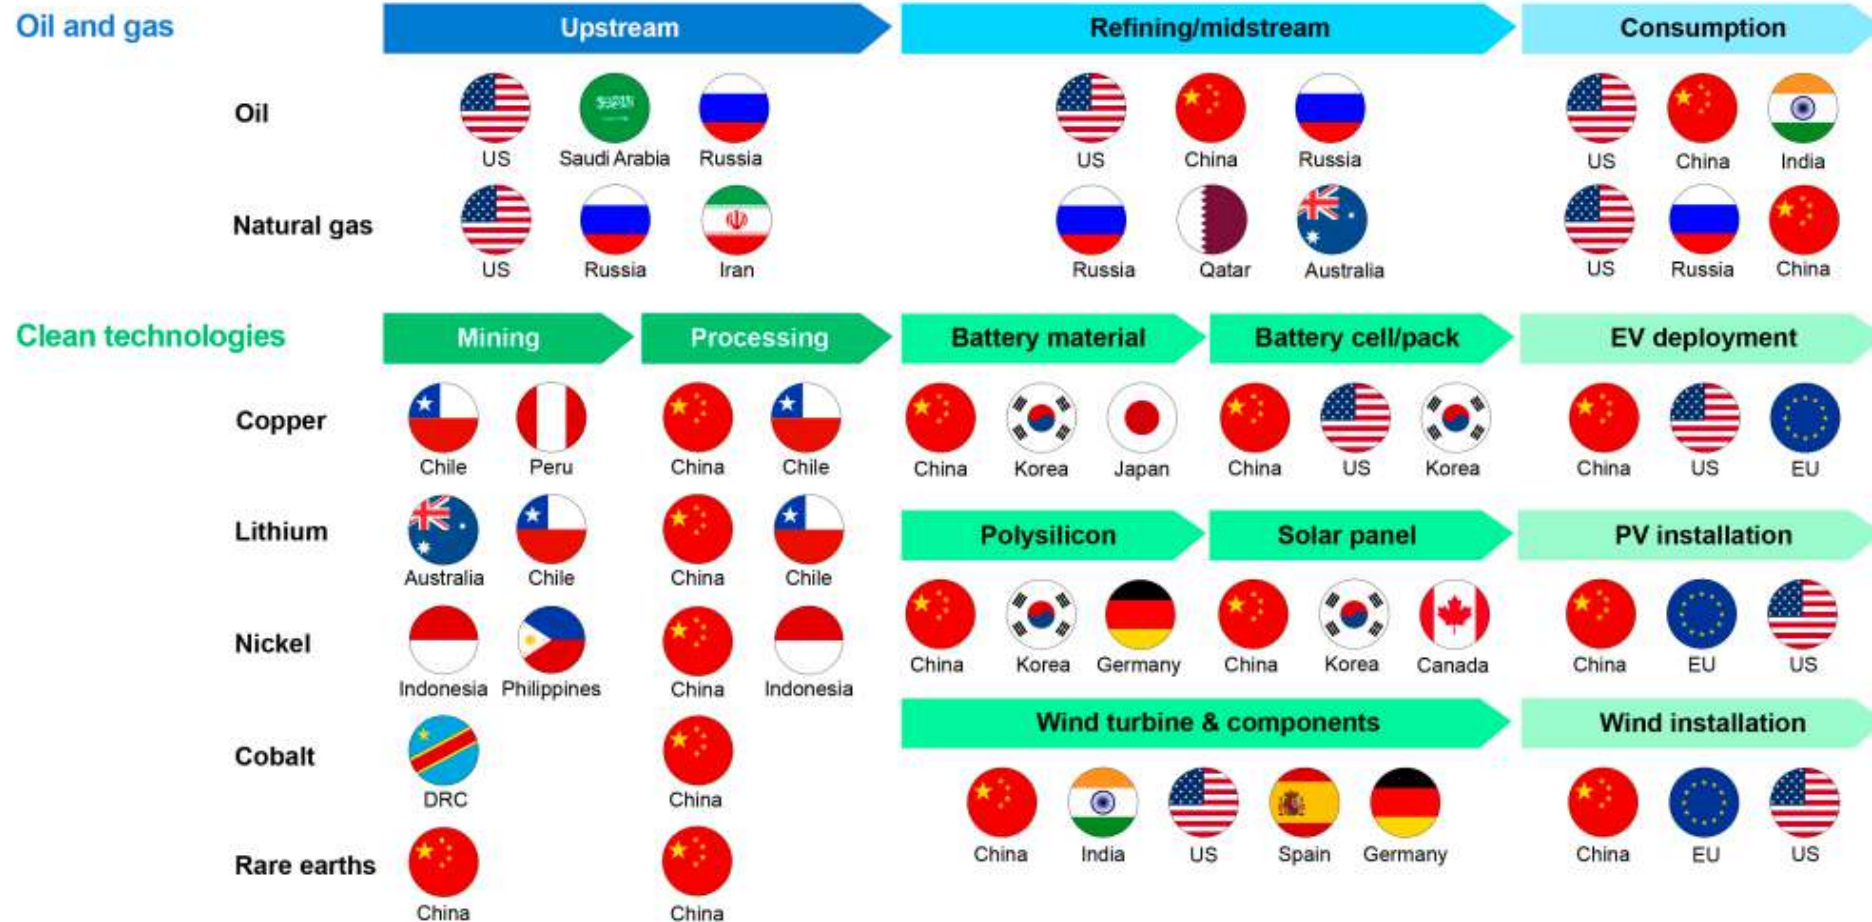 Oil and gas
Upstream
Refining/midstream
Consumption
Oil
US Saudi Arabia Russia
US China Russia
US China India
Natural gas
US Russia Iran
Russia Qatar Australia
US Russia China
Clean technologies
Mining
Processing
Battery material
Battery cell/pack
EV deployment
Copper
Chile Peru
China Chile
China Korea Japan
China US Korea
China US EU
Lithium
Australia Chile
China Chile
Polysilicon
Solar panel
PV installation
Nickel
Indonesia Philippines
China Indonesia
China Korea Germany
China Korea Canada
China EU US
Cobalt
DRC
China
Wind turbine & components
Wind installation
Rare earths
China
China
China India US Spain Germany
China EU US